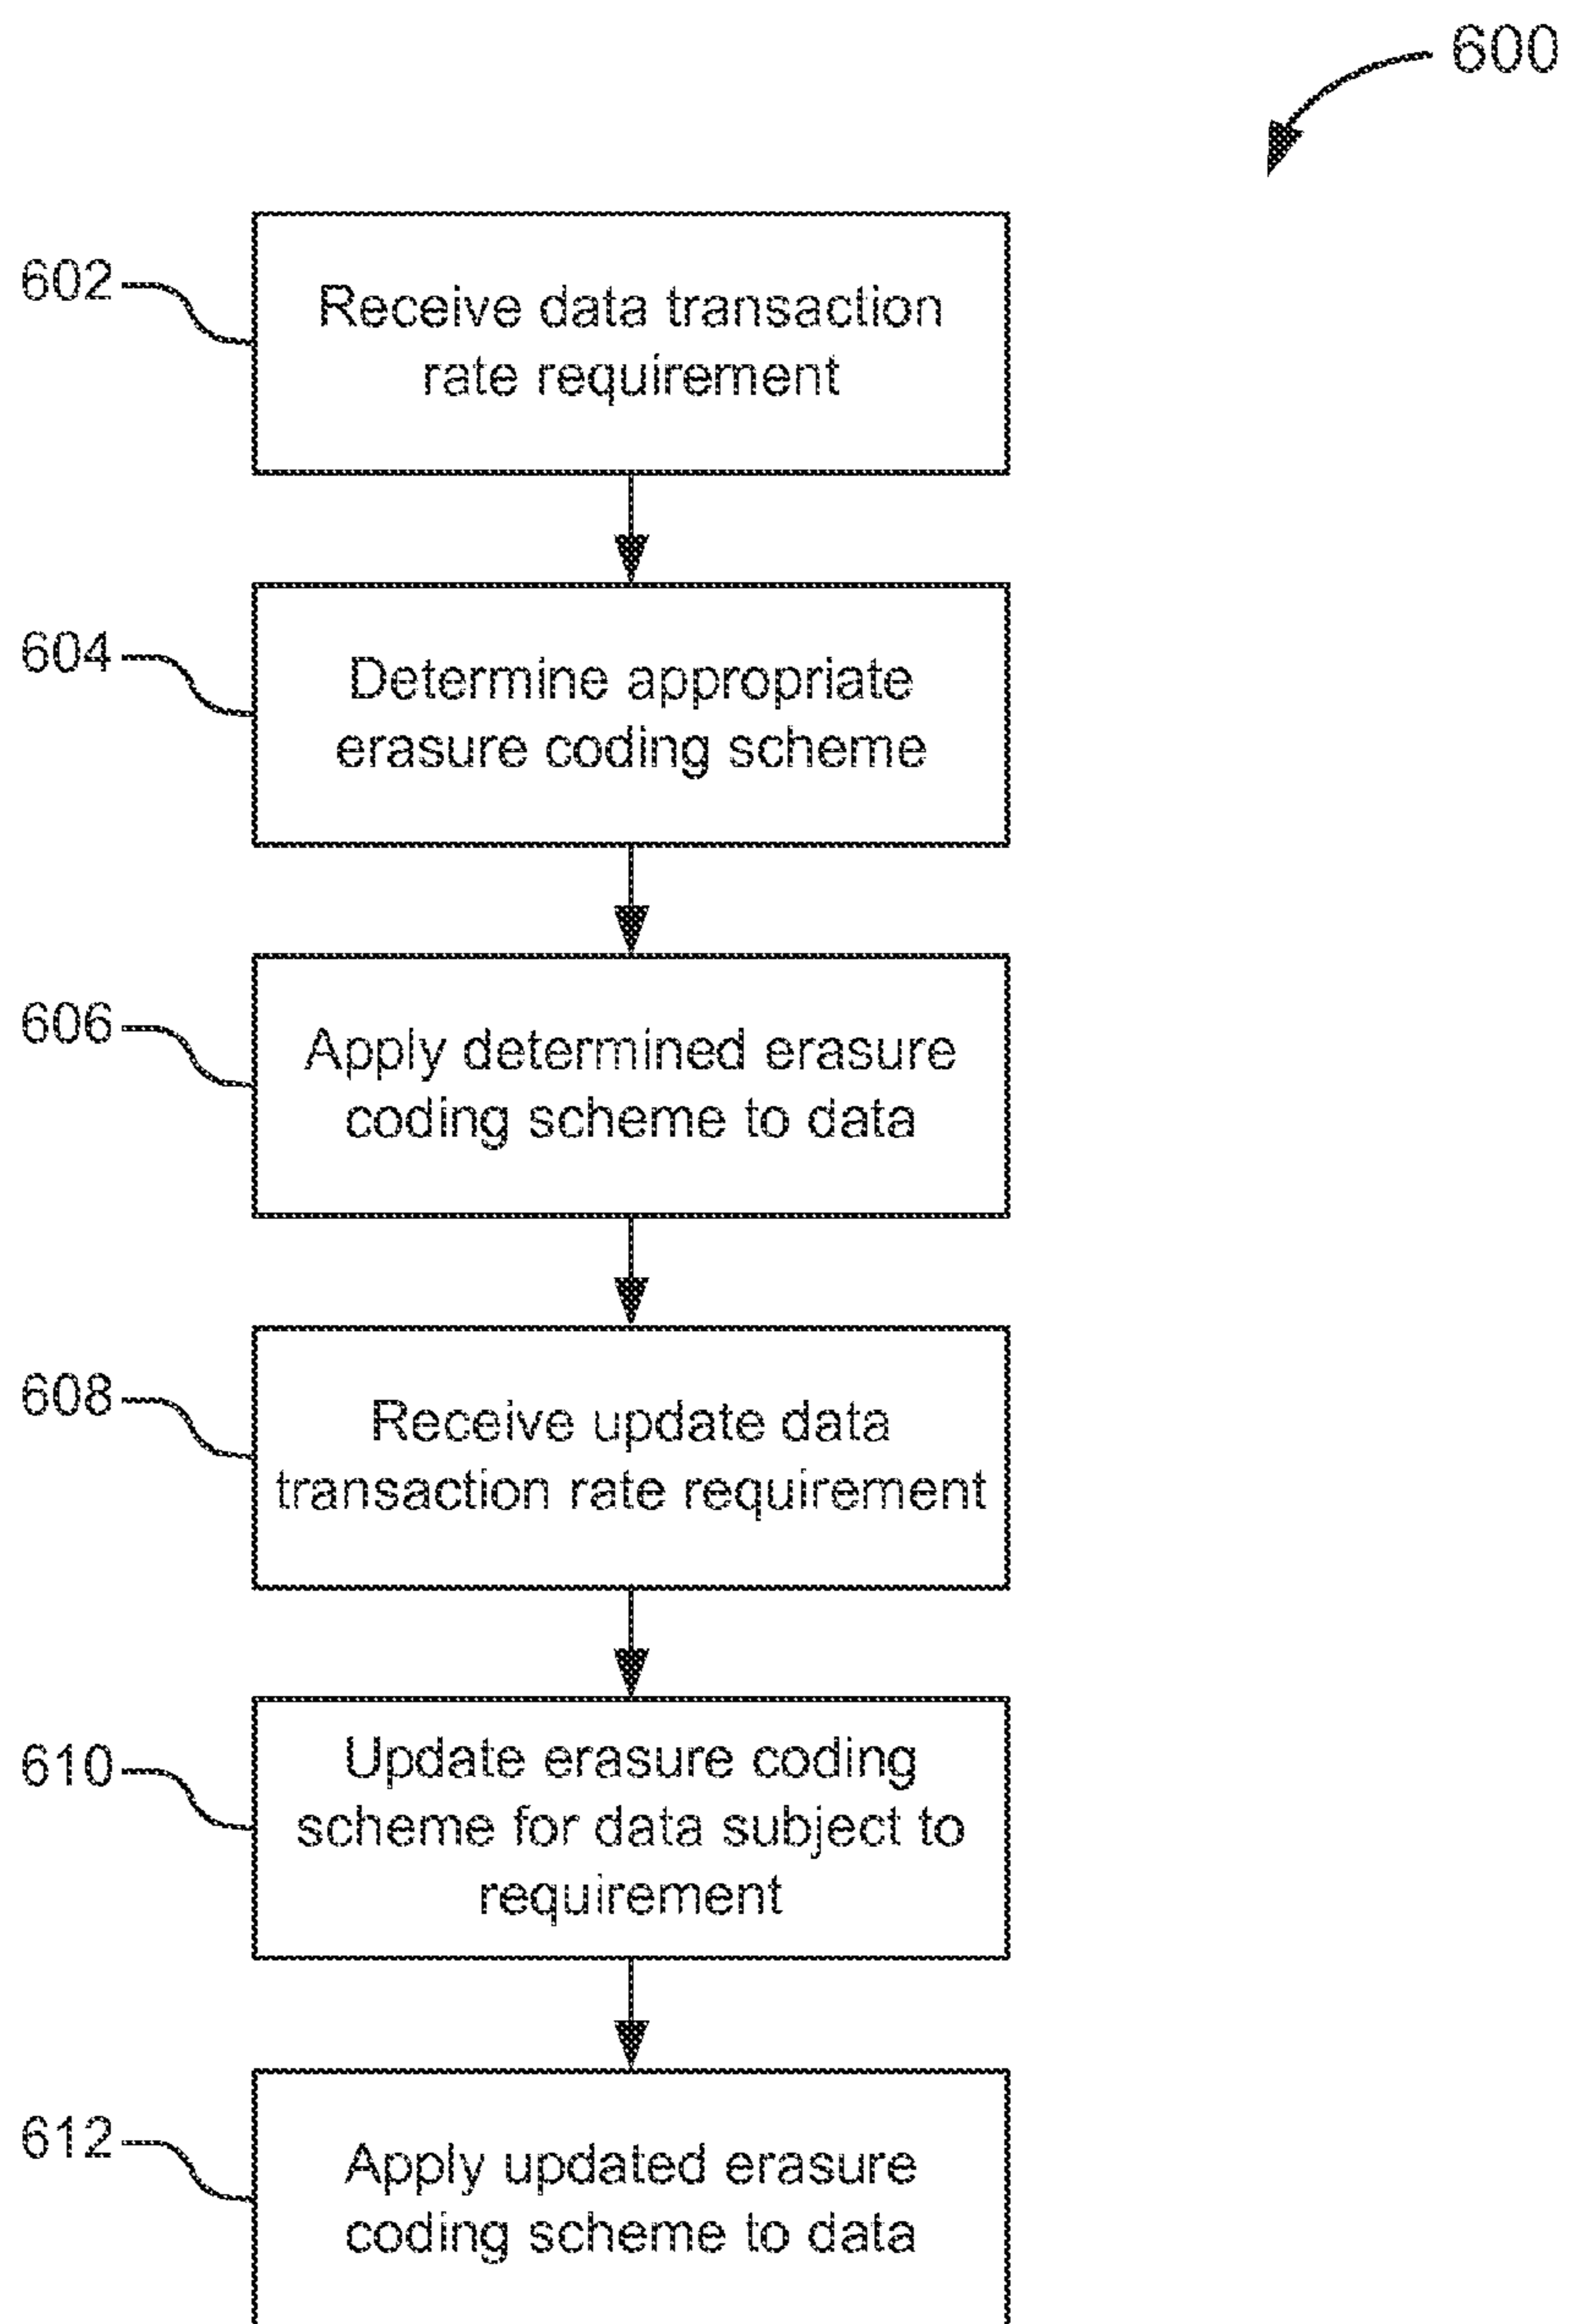 600
602
Receive data transaction
rate requirement
604
Determine appropriate
erasure coding scheme
606
Apply determined erasure
coding scheme to data
608
Receive update data
transaction rate requirement
610
Update erasure coding
scheme for data subject to
requirement
612
Apply updated erasure
coding scheme to data